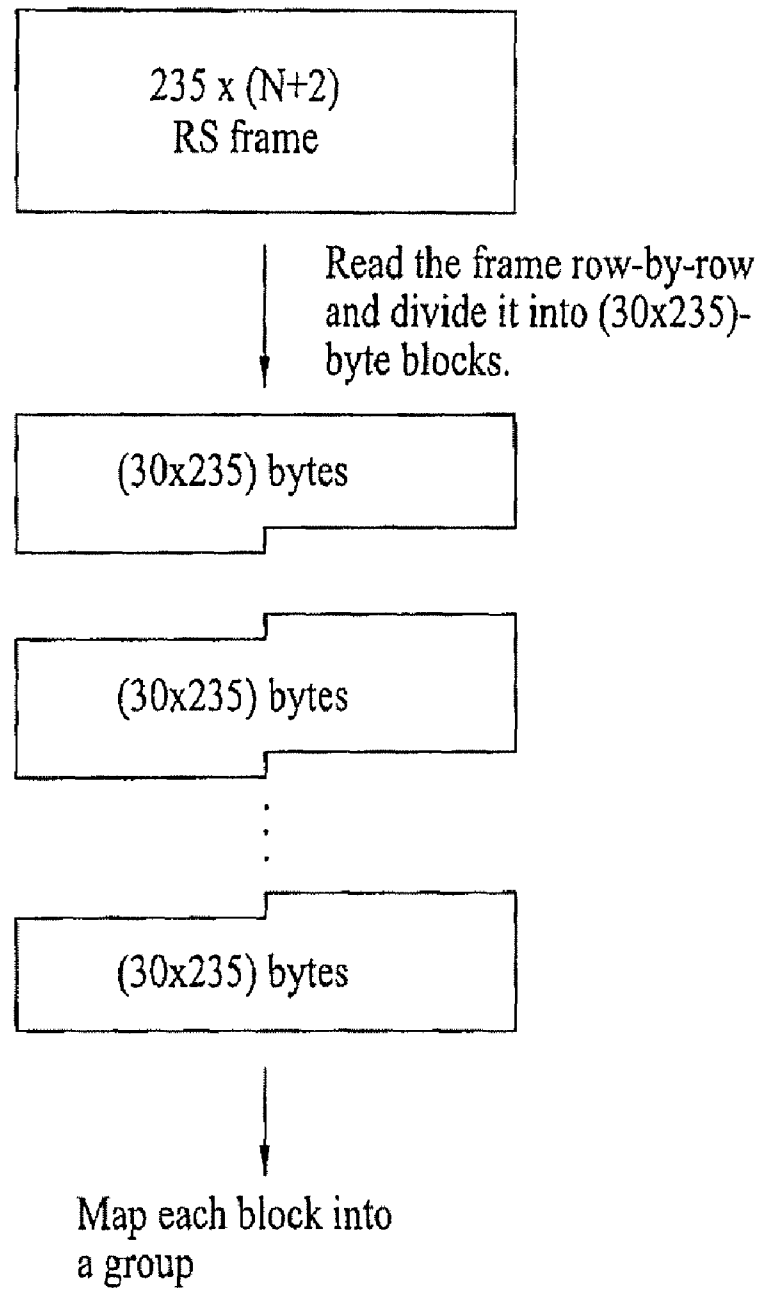 235 x (N+2)
RS frame
Read the frame row-by-row
and divide it into (30x235)-
byte blocks.
(30x235) bytes
(30x235) bytes
(30x235) bytes
Map each block into
a group